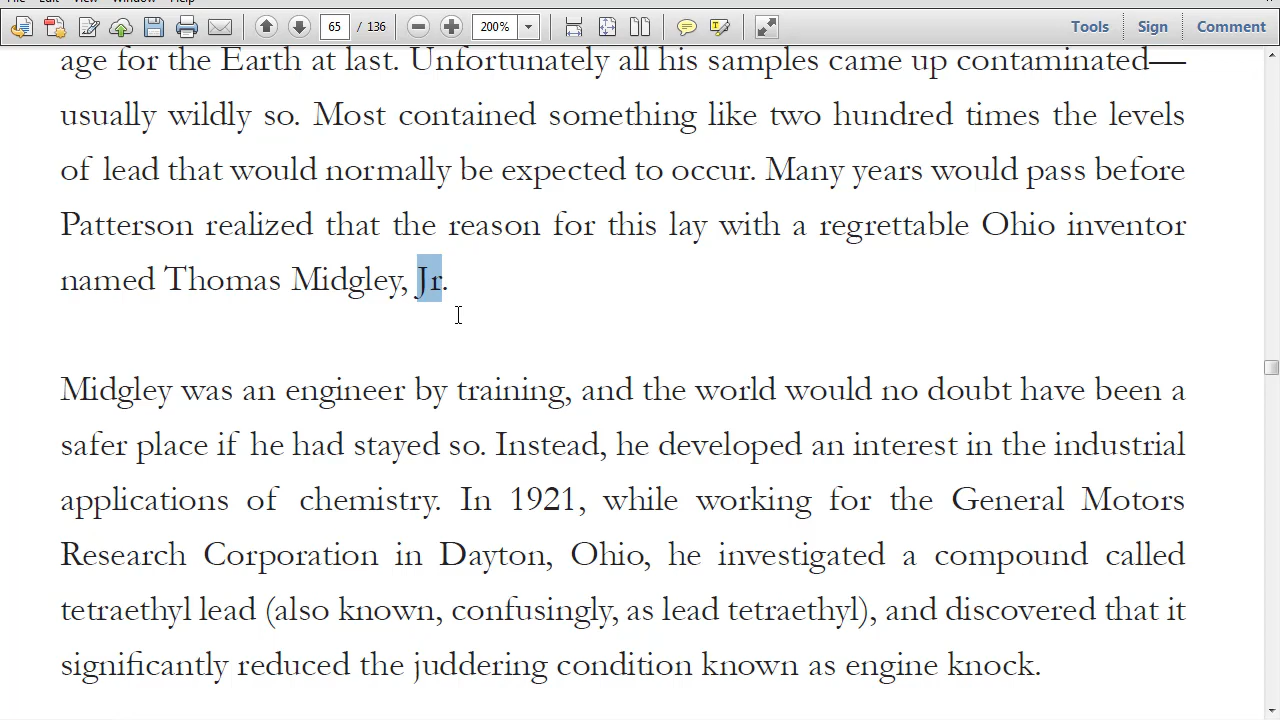 65 / 136 200% Tools Sign Comment
age for the Earth at last. Unfortunately all his samples came up contaminated—
usually wildly so. Most contained something like two hundred times the levels
of lead that would normally be expected to occur. Many years would pass before
Patterson realized that the reason for this lay with a regrettable Ohio inventor
named Thomas Midgley, Jr.
Midgley was an engineer by training, and the world would no doubt have been a
safer place if he had stayed so. Instead, he developed an interest in the industrial
applications of chemistry. In 1921, while working for the General Motors
Research Corporation in Dayton, Ohio, he investigated a compound called
tetraethyl lead (also known, confusingly, as lead tetraethyl), and discovered that it
significantly reduced the juddering condition known as engine knock.